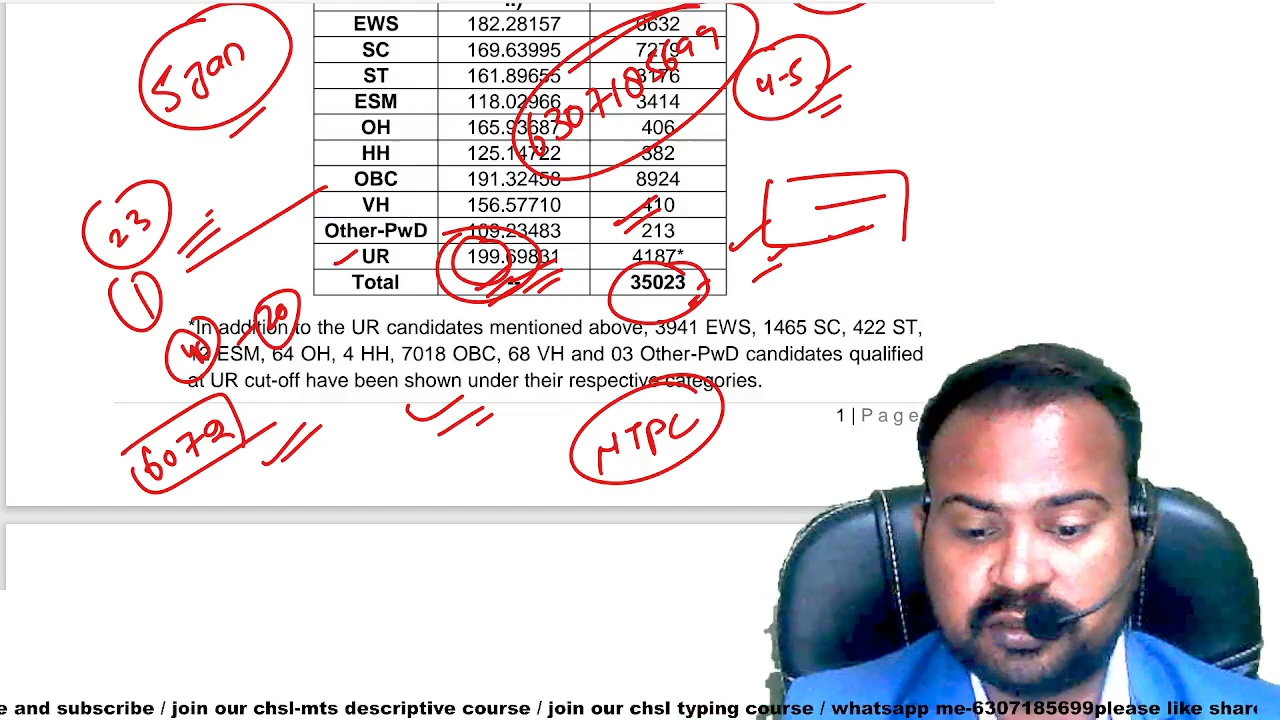 EWS 182.28157 6632
SC 169.63995 7279
ST 161.89655 3176
ESM 118.02966 3414
OH 165.93687 406
HH 125.14722 382
OBC 191.32458 8924
VH 156.57710 410
Other-PwD 109.23483 213
UR 199.69831 4187*
Total -- 35023
*In addition to the UR candidates mentioned above, 3941 EWS, 1465 SC, 422 ST,
ESM, 64 OH, 4 HH, 7018 OBC, 68 VH and 03 Other-PwD candidates qualified
at UR cut-off have been shown under their respective categories.
1 | Page
5 Jan
6307185699
4-5
23
1
40 - 20
6072
NTPC
e and subscribe / join our chsl-mts descriptive course / join our chsl typing course / whatsapp me-6307185699please like share